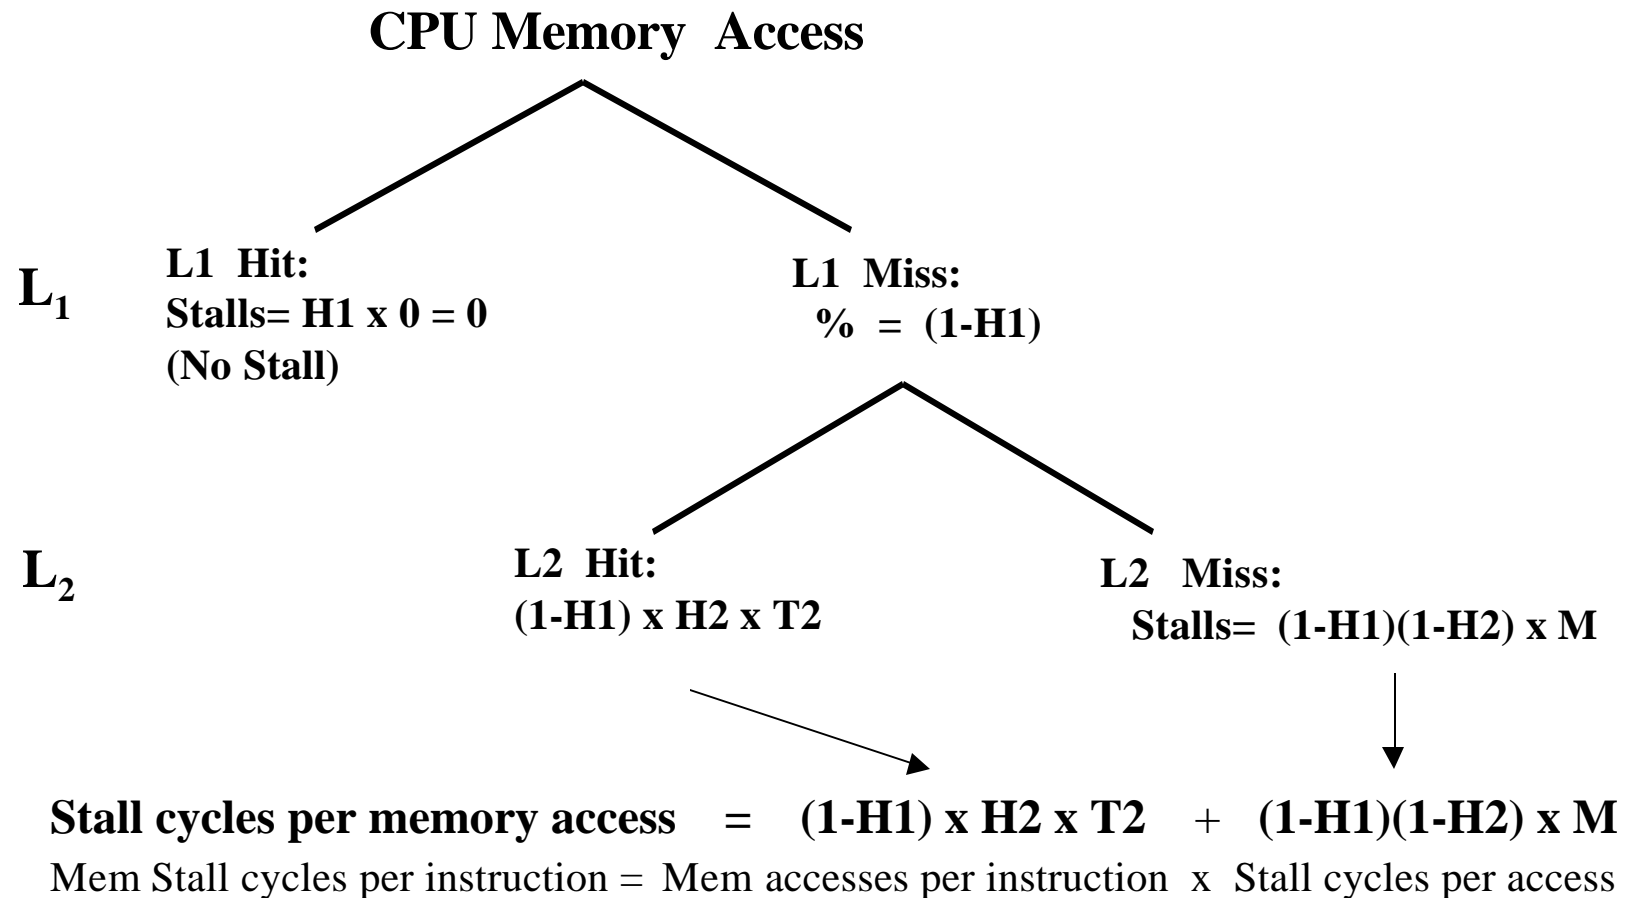 CPU Memory Access
L1
L1 Hit:
Stalls= H1 x 0 = 0
(No Stall)
L1 Miss:
% = (1-H1)
L2
L2 Hit:
(1-H1) x H2 x T2
L2 Miss:
Stalls= (1-H1)(1-H2) x M
Stall cycles per memory access = (1-H1) x H2 x T2 + (1-H1)(1-H2) x M
Mem Stall cycles per instruction = Mem accesses per instruction x Stall cycles per access